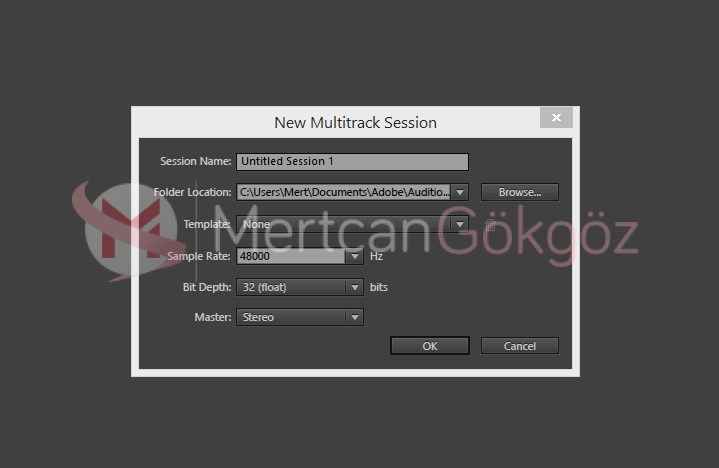 New Multitrack Session
Session Name: Untitled Session 1
Folder Location: C:\Users\Mert\Documents\Adobe\Auditio... Browse...
Template: None
MertcanGökgöz
Sample Rate: 48000 Hz
Bit Depth: 32 (float) bits
Master: Stereo
OK Cancel